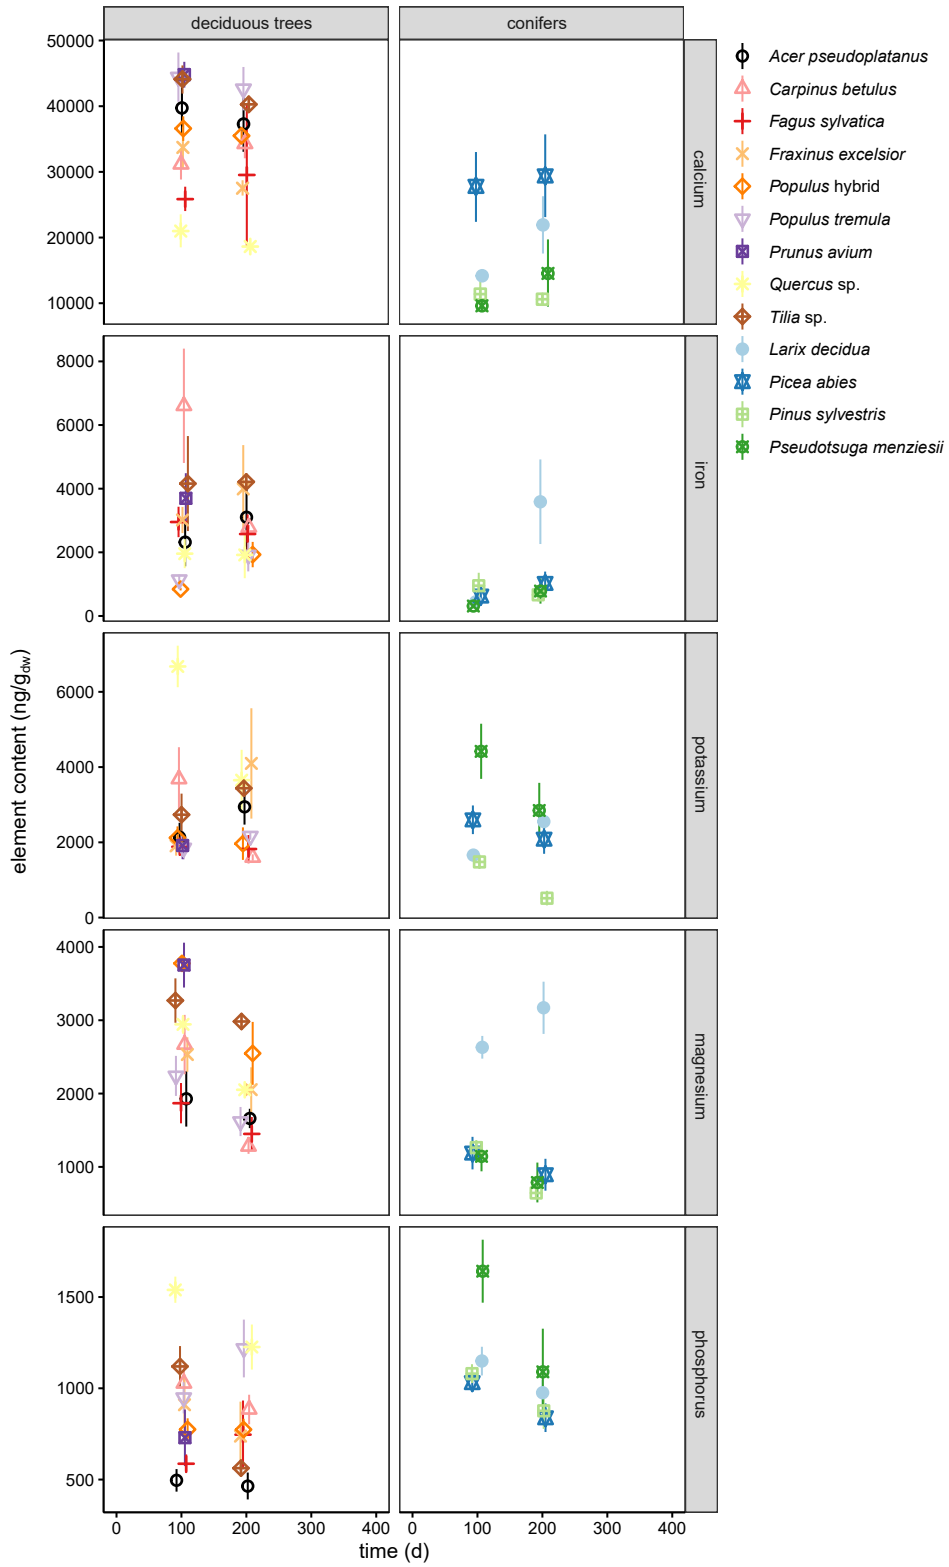 deciduous trees
conifers
50000
40000
30000
20000
10000
calcium
Acer pseudoplatanus
Carpinus betulus
Fagus sylvatica
Fraxinus excelsior
Populus hybrid
Populus tremula
Prunus avium
Quercus sp.
Tilia sp.
Larix decidua
Picea abies
Pinus sylvestris
Pseudotsuga menziesii
8000
6000
4000
2000
0
iron
element content (ng/gdw)
6000
4000
2000
0
potassium
4000
3000
2000
1000
magnesium
1500
1000
500
phosphorus
0 100 200 300 400 0 100 200 300 400
time (d)